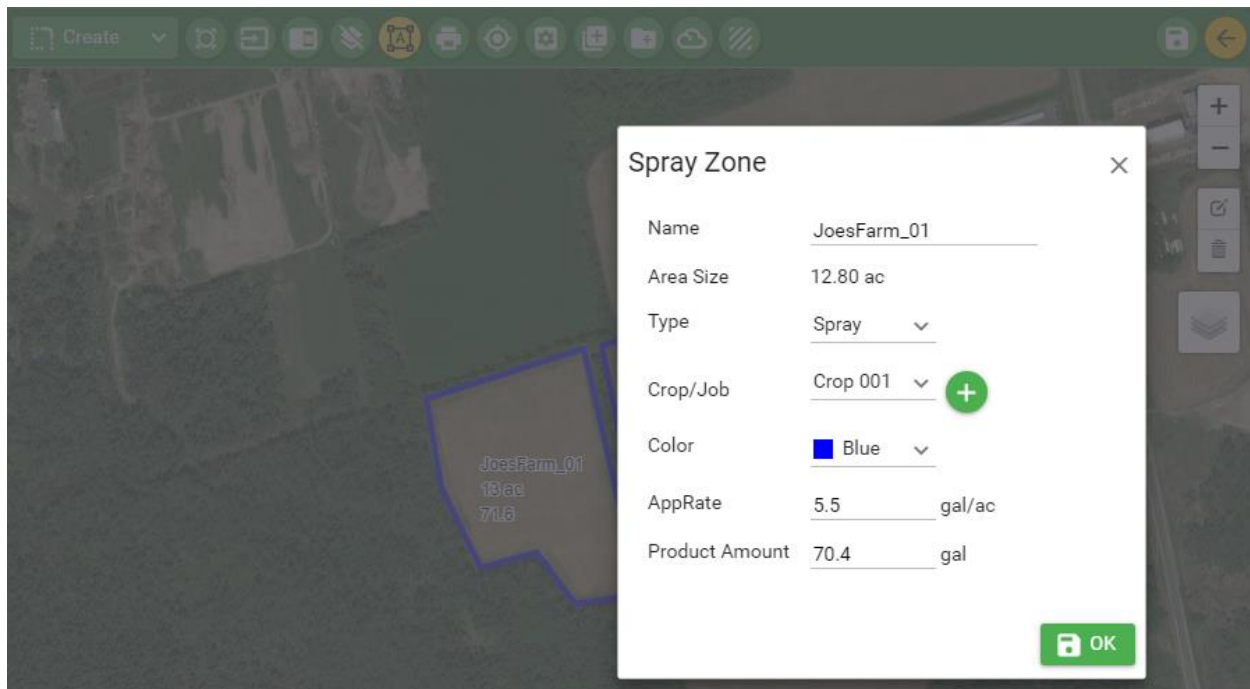 Create
Spray Zone
Name JoesFarm_01
Area Size 12.80 ac
Type Spray
Crop/Job Crop 001
Color Blue
AppRate 5.5 gal/ac
Product Amount 70.4 gal
OK
JoesFarm_01
13 ac
71.6